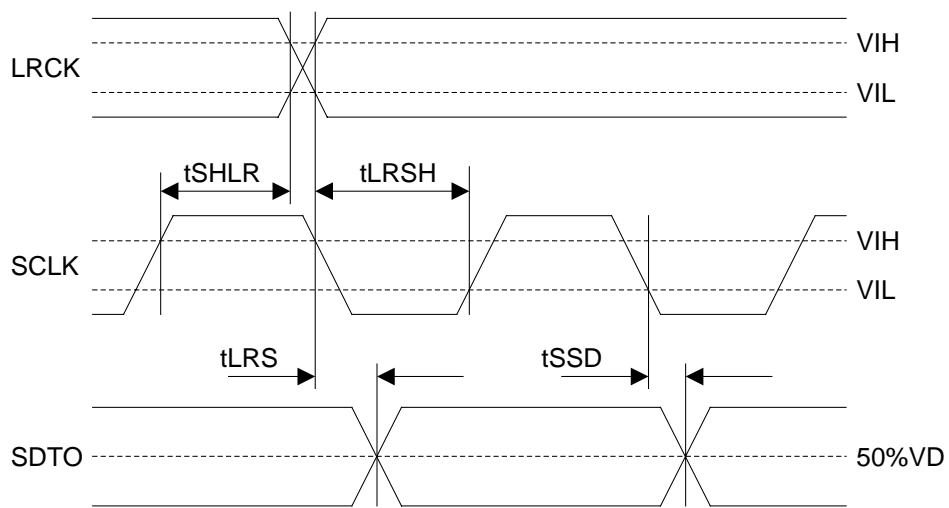 VIH
LRCK
VIL
tSHLR
tLRSH
VIH
SCLK
VIL
tLRS
tSSD
SDTO
50%VD